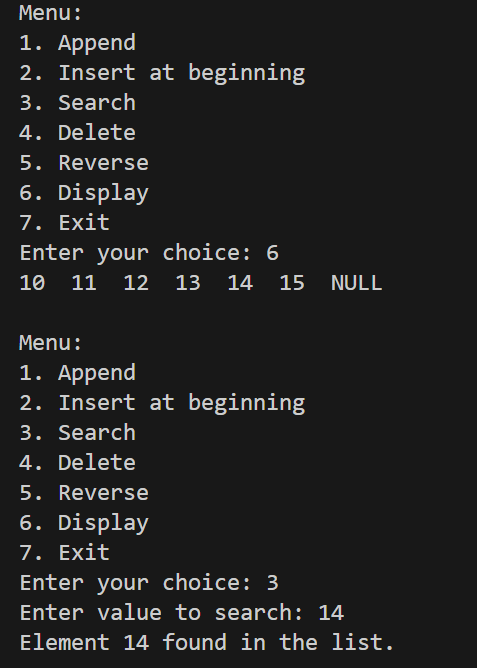 Menu:
1. Append
2. Insert at beginning
3. Search
4. Delete
5. Reverse
6. Display
7. Exit
Enter your choice: 6
10  11  12  13  14  15  NULL

Menu:
1. Append
2. Insert at beginning
3. Search
4. Delete
5. Reverse
6. Display
7. Exit
Enter your choice: 3
Enter value to search: 14
Element 14 found in the list.